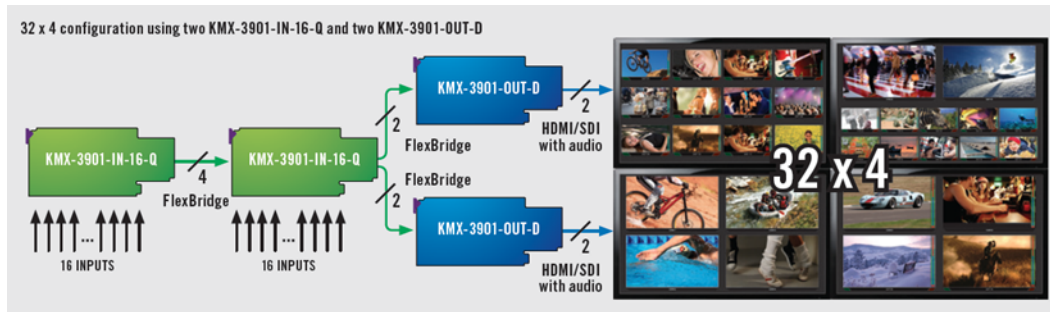 32 x 4 configuration using two KMX-3901-IN-16-Q and two KMX-3901-OUT-D
KMX-3901-IN-16-Q
4
FlexBridge
16 INPUTS
...
KMX-3901-IN-16-Q
16 INPUTS
...
2
FlexBridge
KMX-3901-OUT-D
2
HDMI/SDI
with audio
FlexBridge
2
KMX-3901-OUT-D
2
HDMI/SDI
with audio
32 x 4